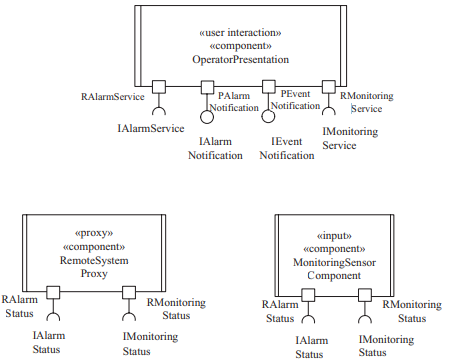 «user interaction»
«component»
OperatorPresentation
RAlarmService
PAlarm
Notification
PEvent
Notification
RMonitoring
Service
IAlarmService
IAlarm
Notification
IEvent
Notification
IMonitoring
Service
«proxy»
«component»
RemoteSystem
Proxy
RAlarm
Status
RMonitoring
Status
IAlarm
Status
IMonitoring
Status
«input»
«component»
MonitoringSensor
Component
RAlarm
Status
RMonitoring
Status
IAlarm
Status
IMonitoring
Status